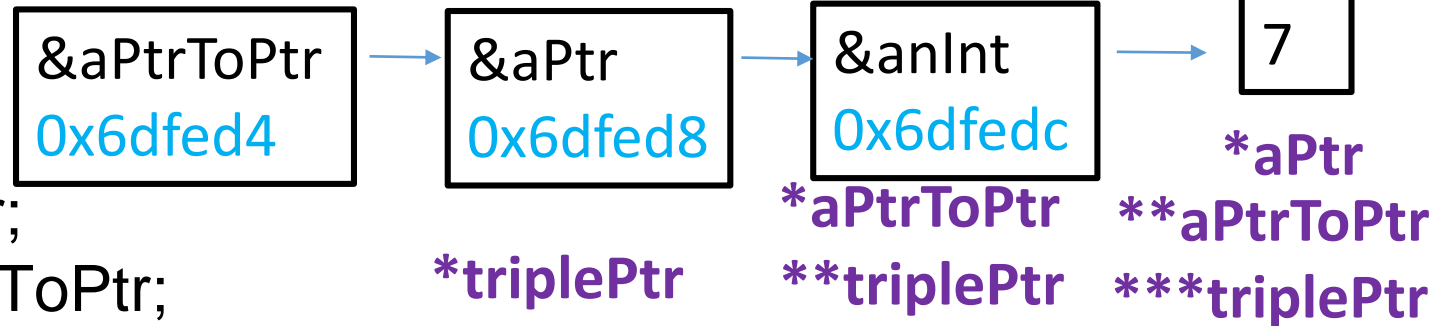 &aPtrToPtr
0x6dfed4
&aPtr
0x6dfed8
&anInt
0x6dfedc
7
*aPtr
*aPtrToPtr
**aPtrToPtr
*triplePtr
**triplePtr
***triplePtr
ToPtr;